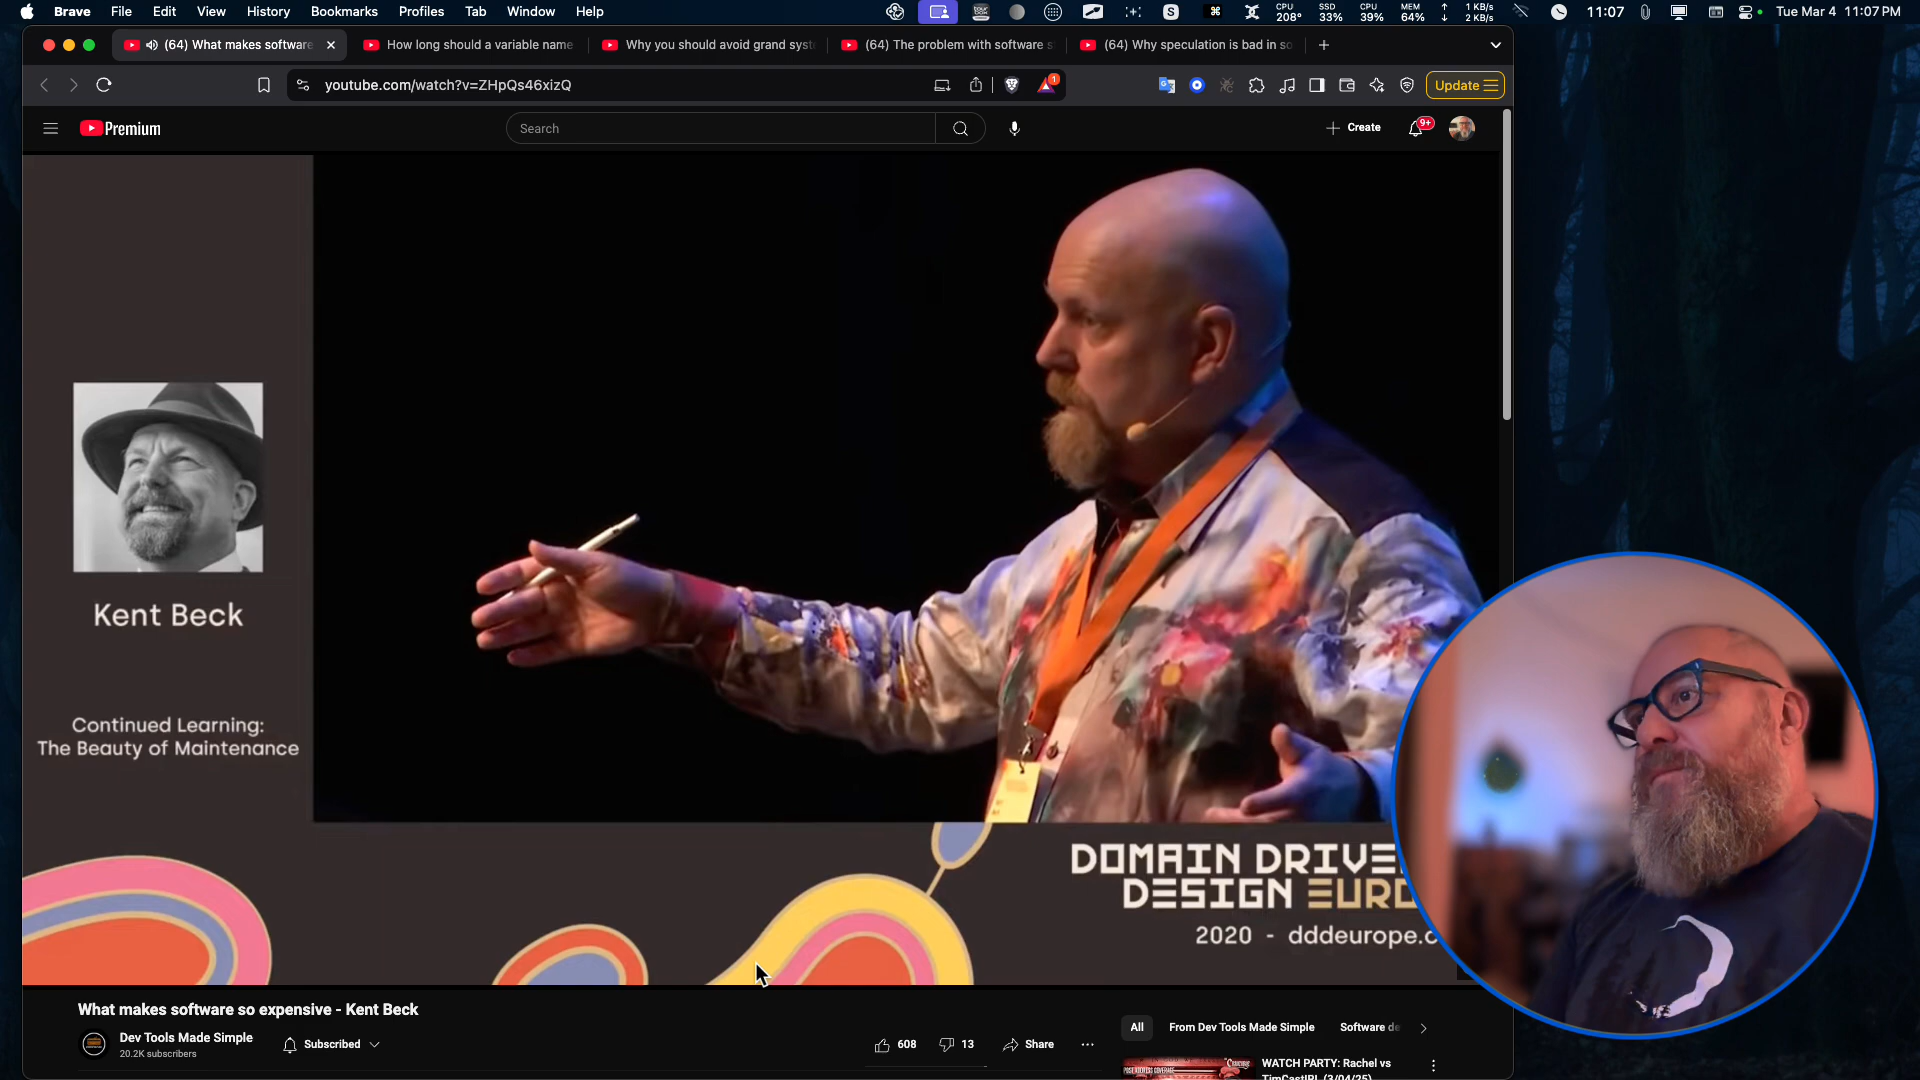 Brave File Edit View History Bookmarks Profiles Tab Window Help
CPU 208° SSD 33% CPU 39% MEM 64% 1 KB/s 2 KB/s 11:07 Tue Mar 4 11:07 PM
(64) What makes software
How long should a variable name
Why you should avoid grand syst
(64) The problem with software s
(64) Why speculation is bad in so
youtube.com/watch?v=ZHpQs46xizQ
1
Update
Premium
Search
Create
9+
Kent Beck
Continued Learning:
The Beauty of Maintenance
DOMAIN DRIVE
DESIGN EURO
2020 - dddeurope.c
What makes software so expensive - Kent Beck
Dev Tools Made Simple
20.2K subscribers
Subscribed
608
13
Share
All
From Dev Tools Made Simple
Software de
WATCH PARTY: Rachel vs
TimCastIRL (3/04/25)